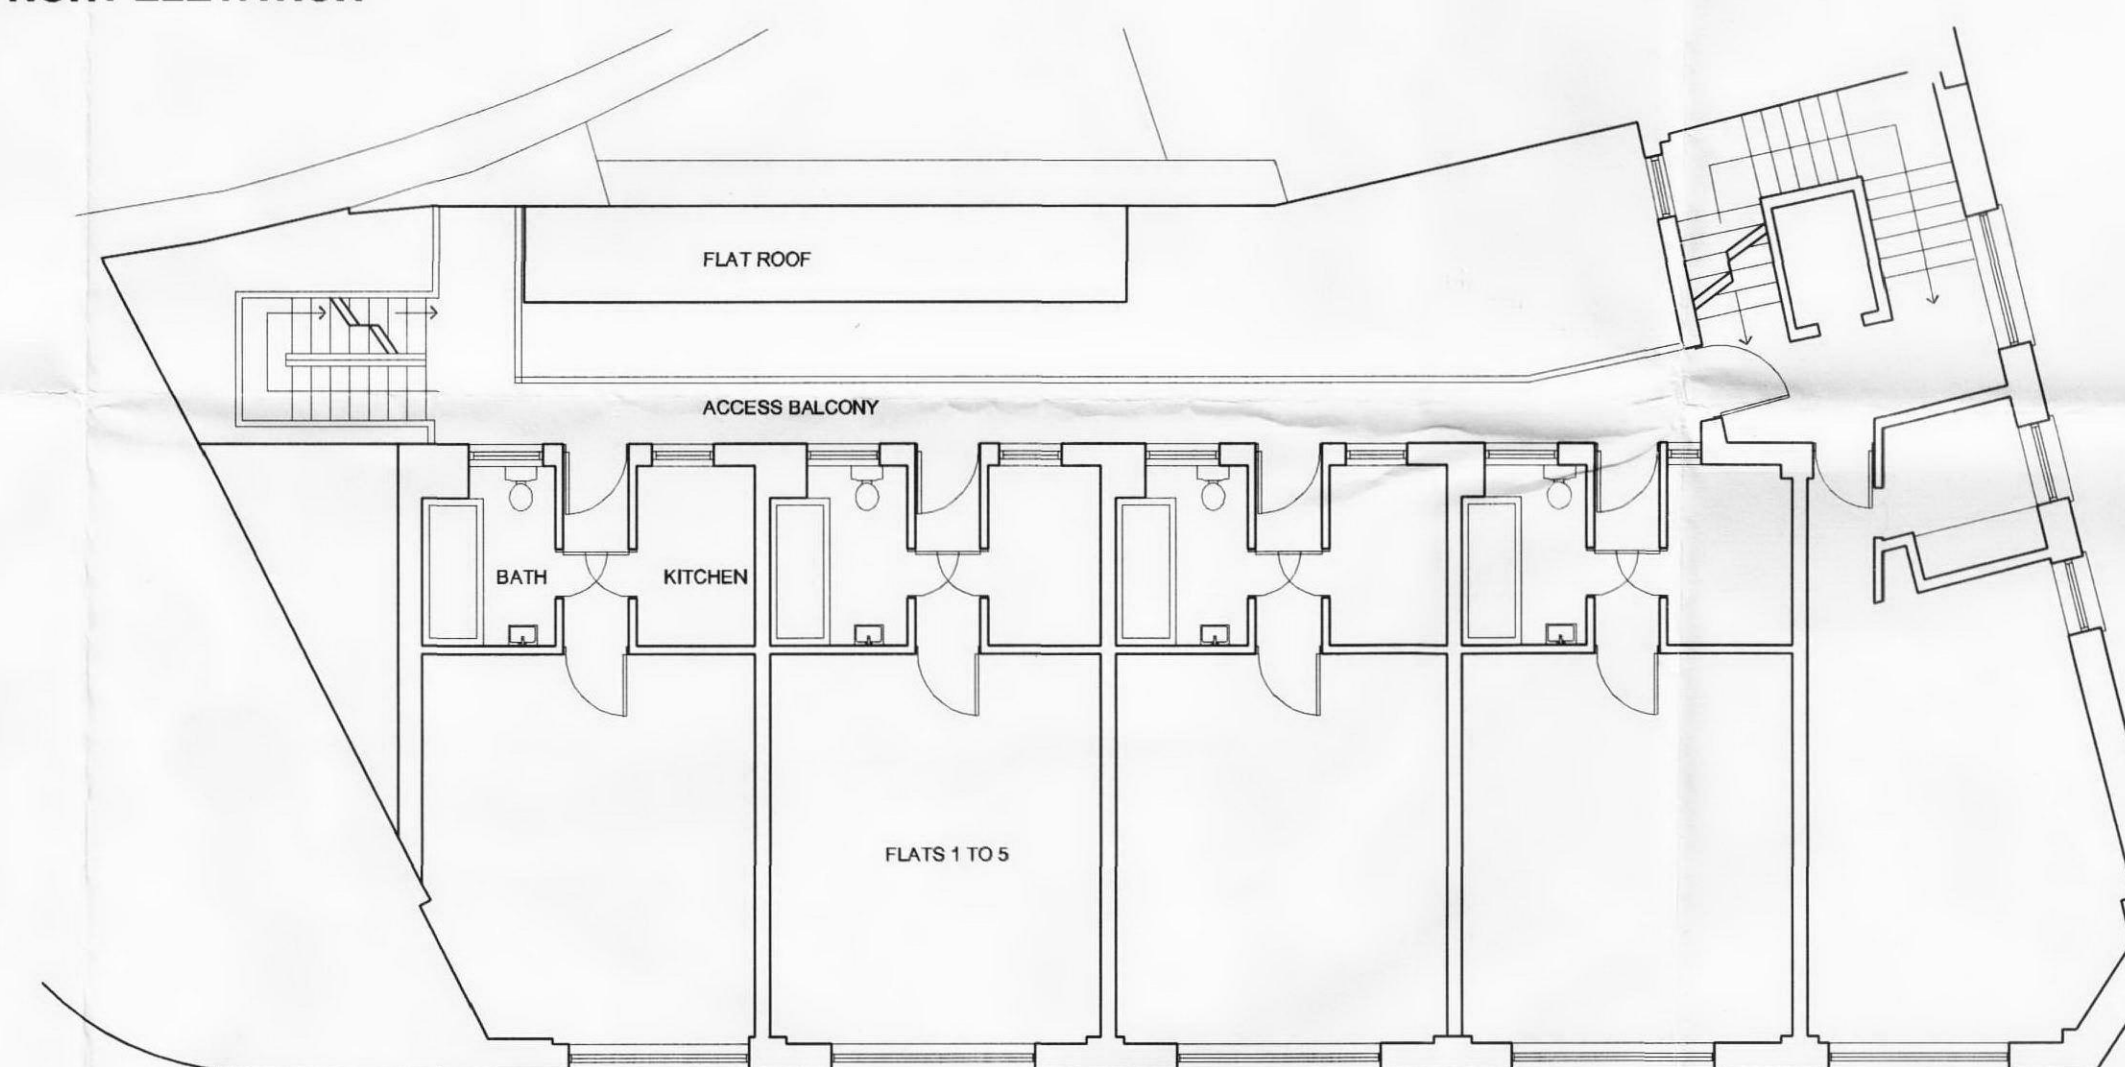 FLAT ROOF
ACCESS BALCONY
BATH
KITCHEN
FLATS 1 TO 5